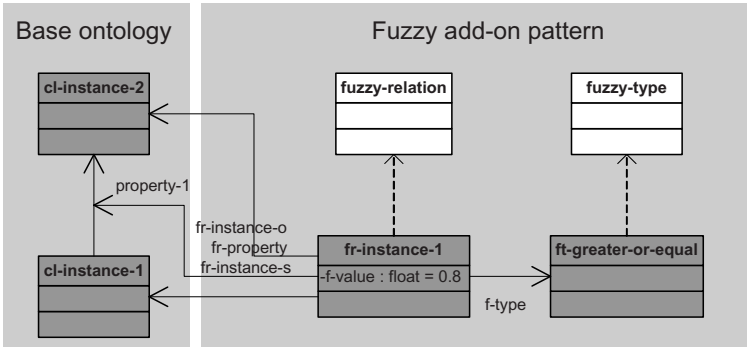 Base ontology
Fuzzy add-on pattern
cl-instance-2
fuzzy-relation
fuzzy-type
property-1
fr-instance-o
fr-property
fr-instance-s
cl-instance-1
fr-instance-1
-f-value : float = 0.8
ft-greater-or-equal
f-type